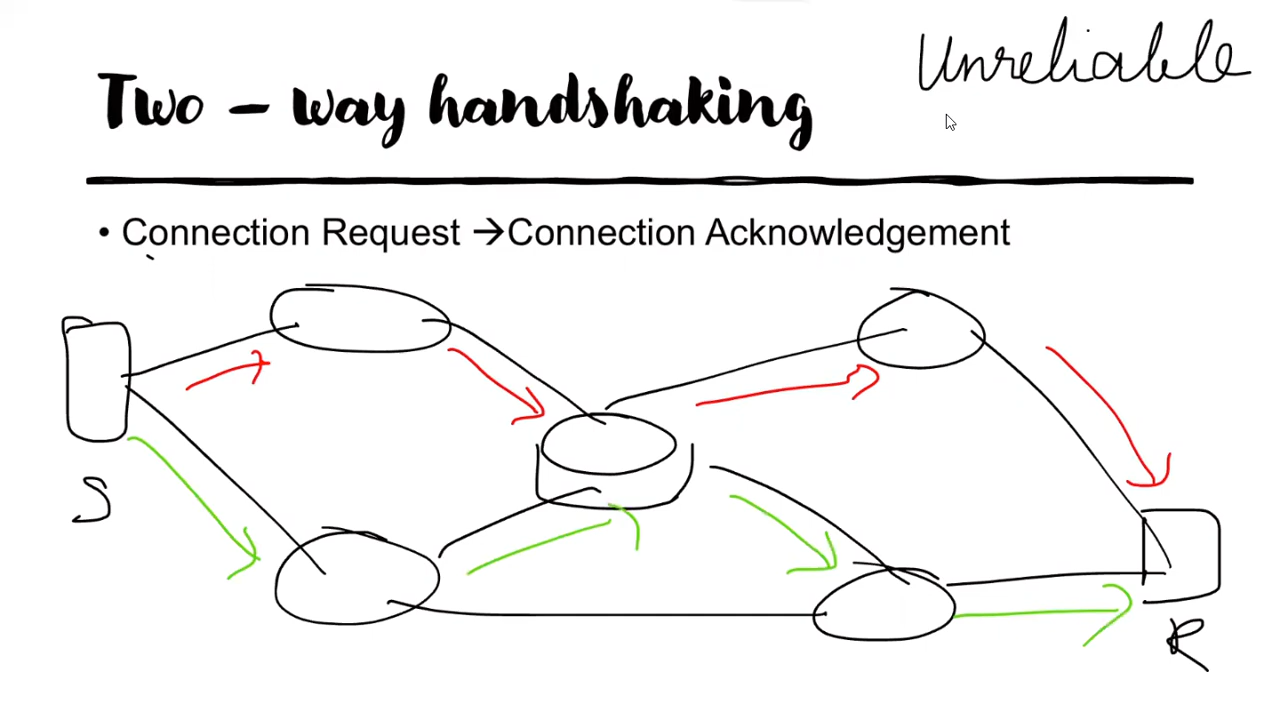 Unreliable
Two - way handshaking
• Connection Request →Connection Acknowledgement
S
R